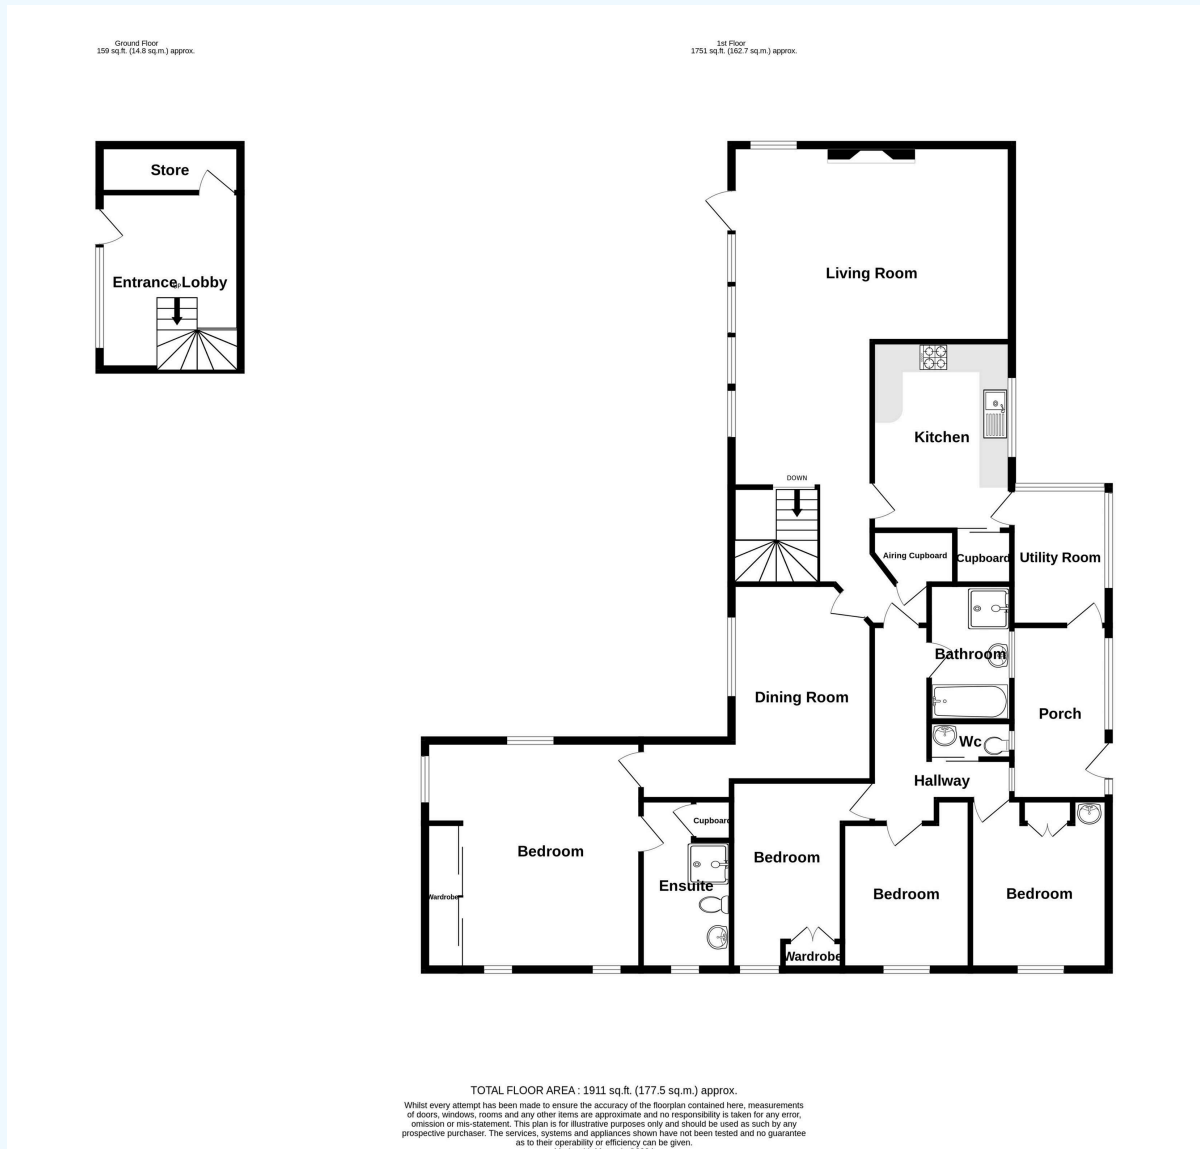 Ground Floor
159 sq.ft. (14.8 sq.m.) approx.
1st Floor
1751 sq.ft. (162.7 sq.m.) approx.
Store
Entrance Lobby
UP
Living Room
Kitchen
DOWN
Airing Cupboard
Cupboard
Utility Room
Bathroom
Dining Room
Porch
Wc
Hallway
Cupboard
Bedroom
Bedroom
Ensuite
Wardrobe
Bedroom
Bedroom
Wardrobe
TOTAL FLOOR AREA : 1911 sq.ft. (177.5 sq.m.) approx.
Whilst every attempt has been made to ensure the accuracy of the floorplan contained here, measurements
of doors, windows, rooms and any other items are approximate and no responsibility is taken for any error,
omission or mis-statement. This plan is for illustrative purposes only and should be used as such by any
prospective purchaser. The services, systems and appliances shown have not been tested and no guarantee
as to their operability or efficiency can be given.